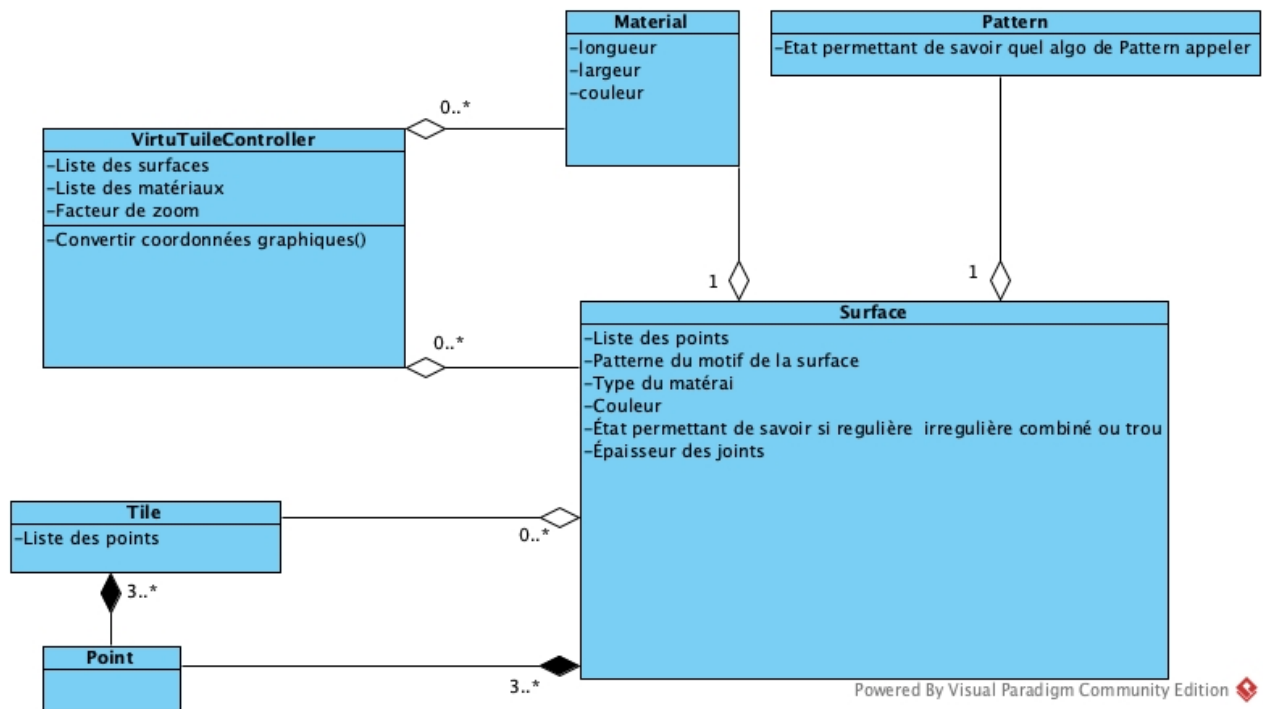 Material
-longueur
-largeur
-couleur
Pattern
-Etat permettant de savoir quel algo de Pattern appeler
0..*
VirtuTuileController
-Liste des surfaces
-Liste des matériaux
-Facteur de zoom
-Convertir coordonnées graphiques()
1
1
0..*
Surface
-Liste des points
-Patterne du motif de la surface
-Type du matérai
-Couleur
-État permettant de savoir si regulière irregulière combiné ou trou
-Épaisseur des joints
Tile
-Liste des points
0..*
3..*
Point
3..*
Powered By Visual Paradigm Community Edition